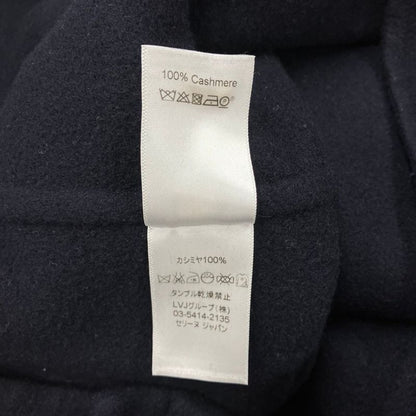 100% Cashmere
カシミヤ100%
タンブル乾燥禁止
LVJグループ(株)
03-5414-2135
セリーヌ ジャパン